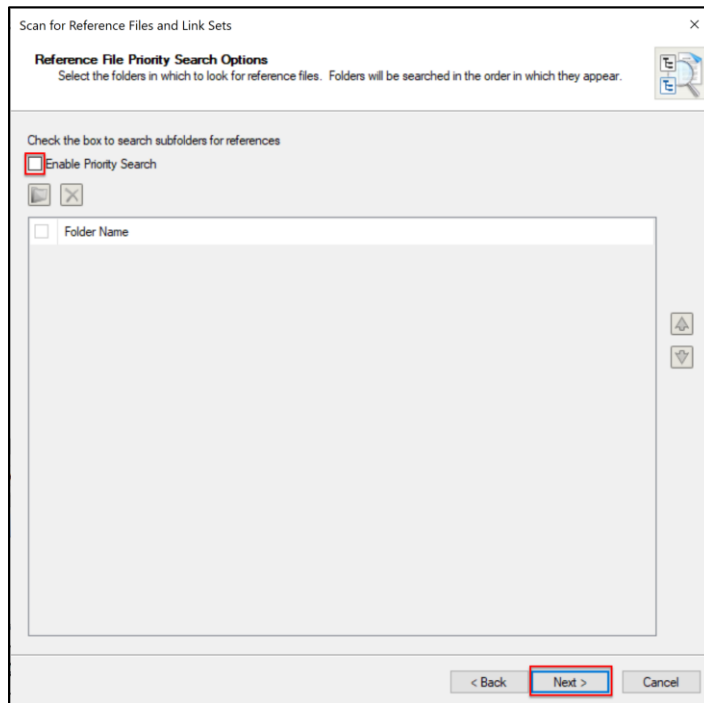 Scan for Reference Files and Link Sets
Reference File Priority Search Options
Select the folders in which to look for reference files. Folders will be searched in the order in which they appear.
Check the box to search subfolders for references
Enable Priority Search
Folder Name
< Back Next > Cancel